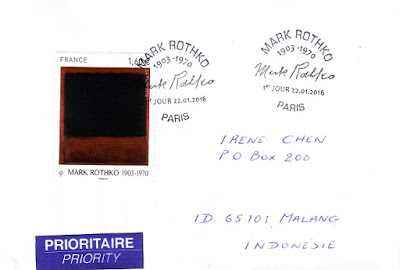 FRANCE
1,60€
MARK ROTHKO 1903-1970
MARK ROTHKO
1903-1970
Mark Rothko
1er JOUR 22.01.2016
PARIS
MARK ROTHKO
1903-1970
Mark Rothko
1er JOUR 22.01.2016
PARIS
IRENE CHEN
P.O. Box 200
ID. 65101 MALANG
INDONÉSIE
PRIORITAIRE
PRIORITY